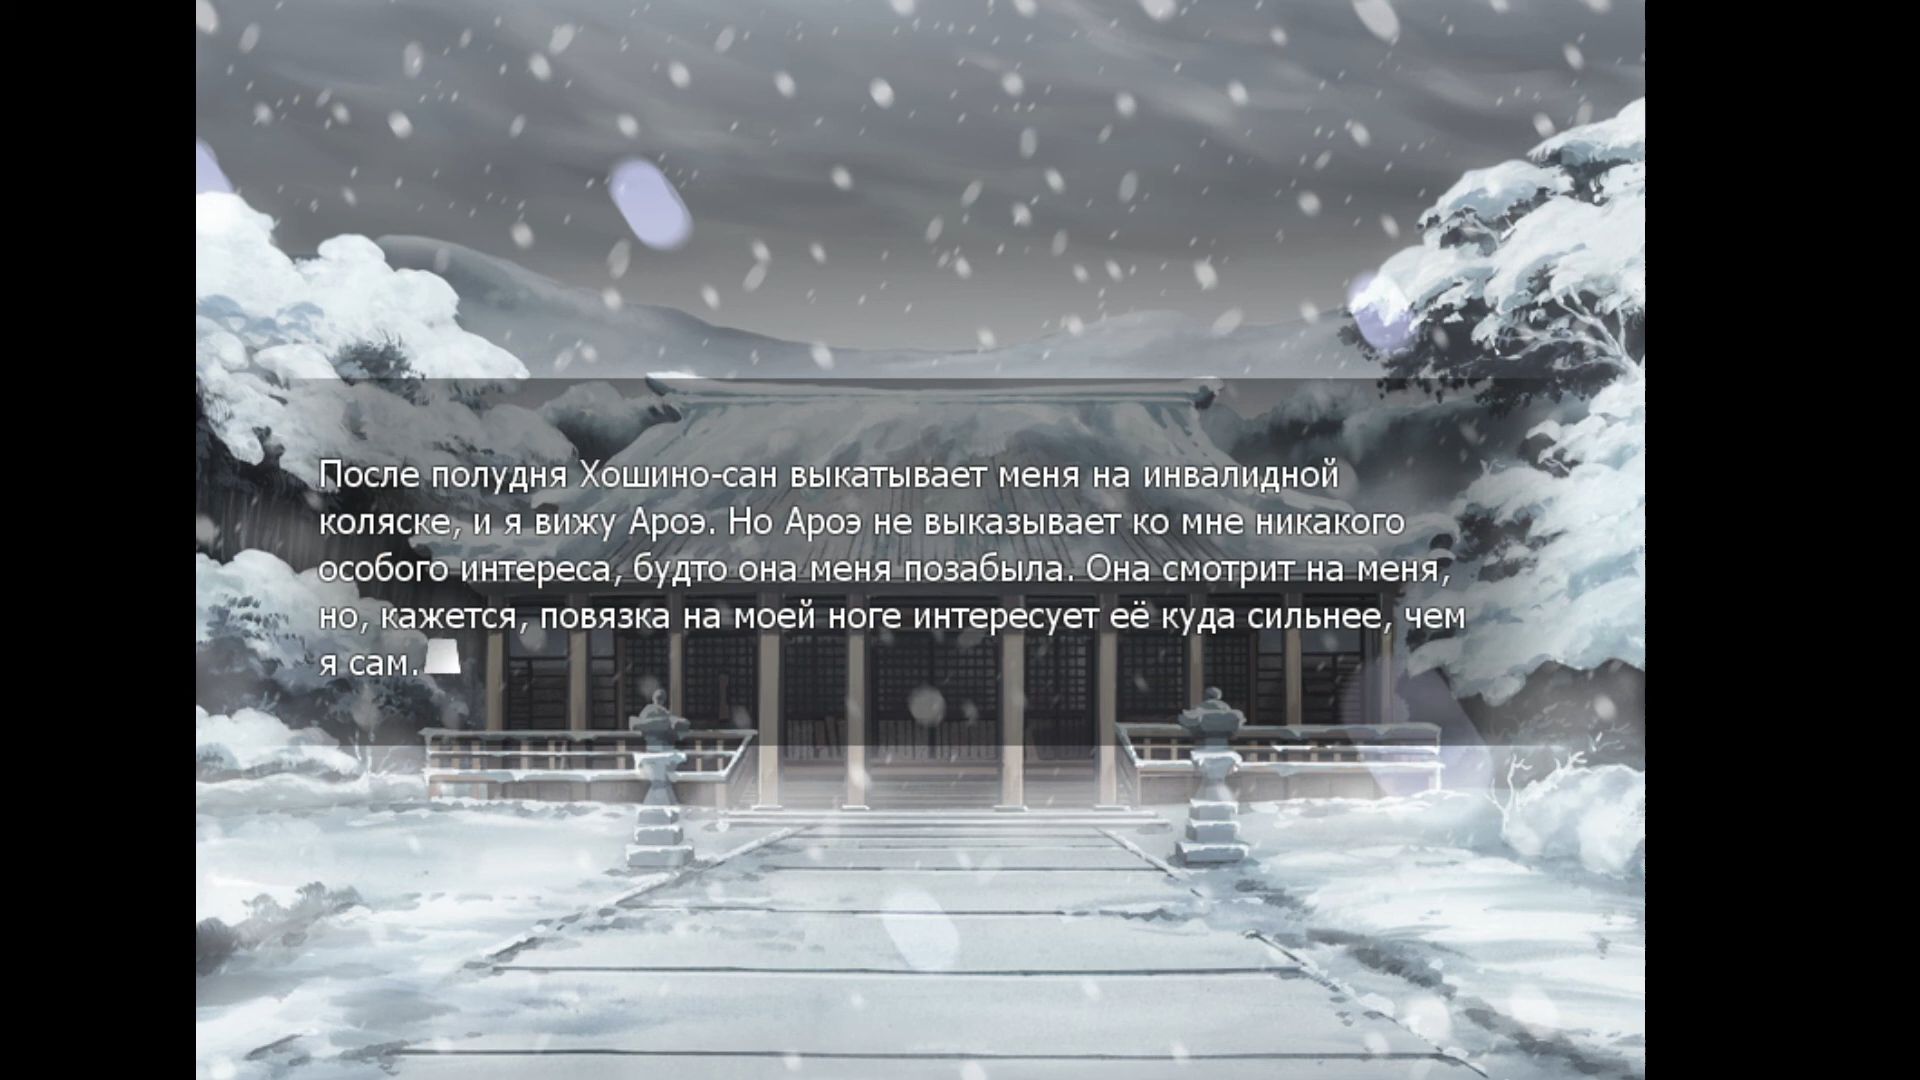 После полудня Хошино-сан выкатывает меня на инвалидной
коляске, и я вижу Ароэ. Но Ароэ не выказывает ко мне никакого
особого интереса, будто она меня позабыла. Она смотрит на меня,
но, кажется, повязка на моей ноге интересует её куда сильнее, чем
я сам.